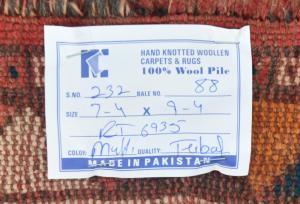 HAND KNOTTED WOOLLEN
CARPETS & RUGS
100% Wool Pile
S.NO. 232 BALE NO. 88
SIZE 7-4 x 9-4
RT 6935
COLOR: Multi QUALITY: Tribal
MADE IN PAKISTAN